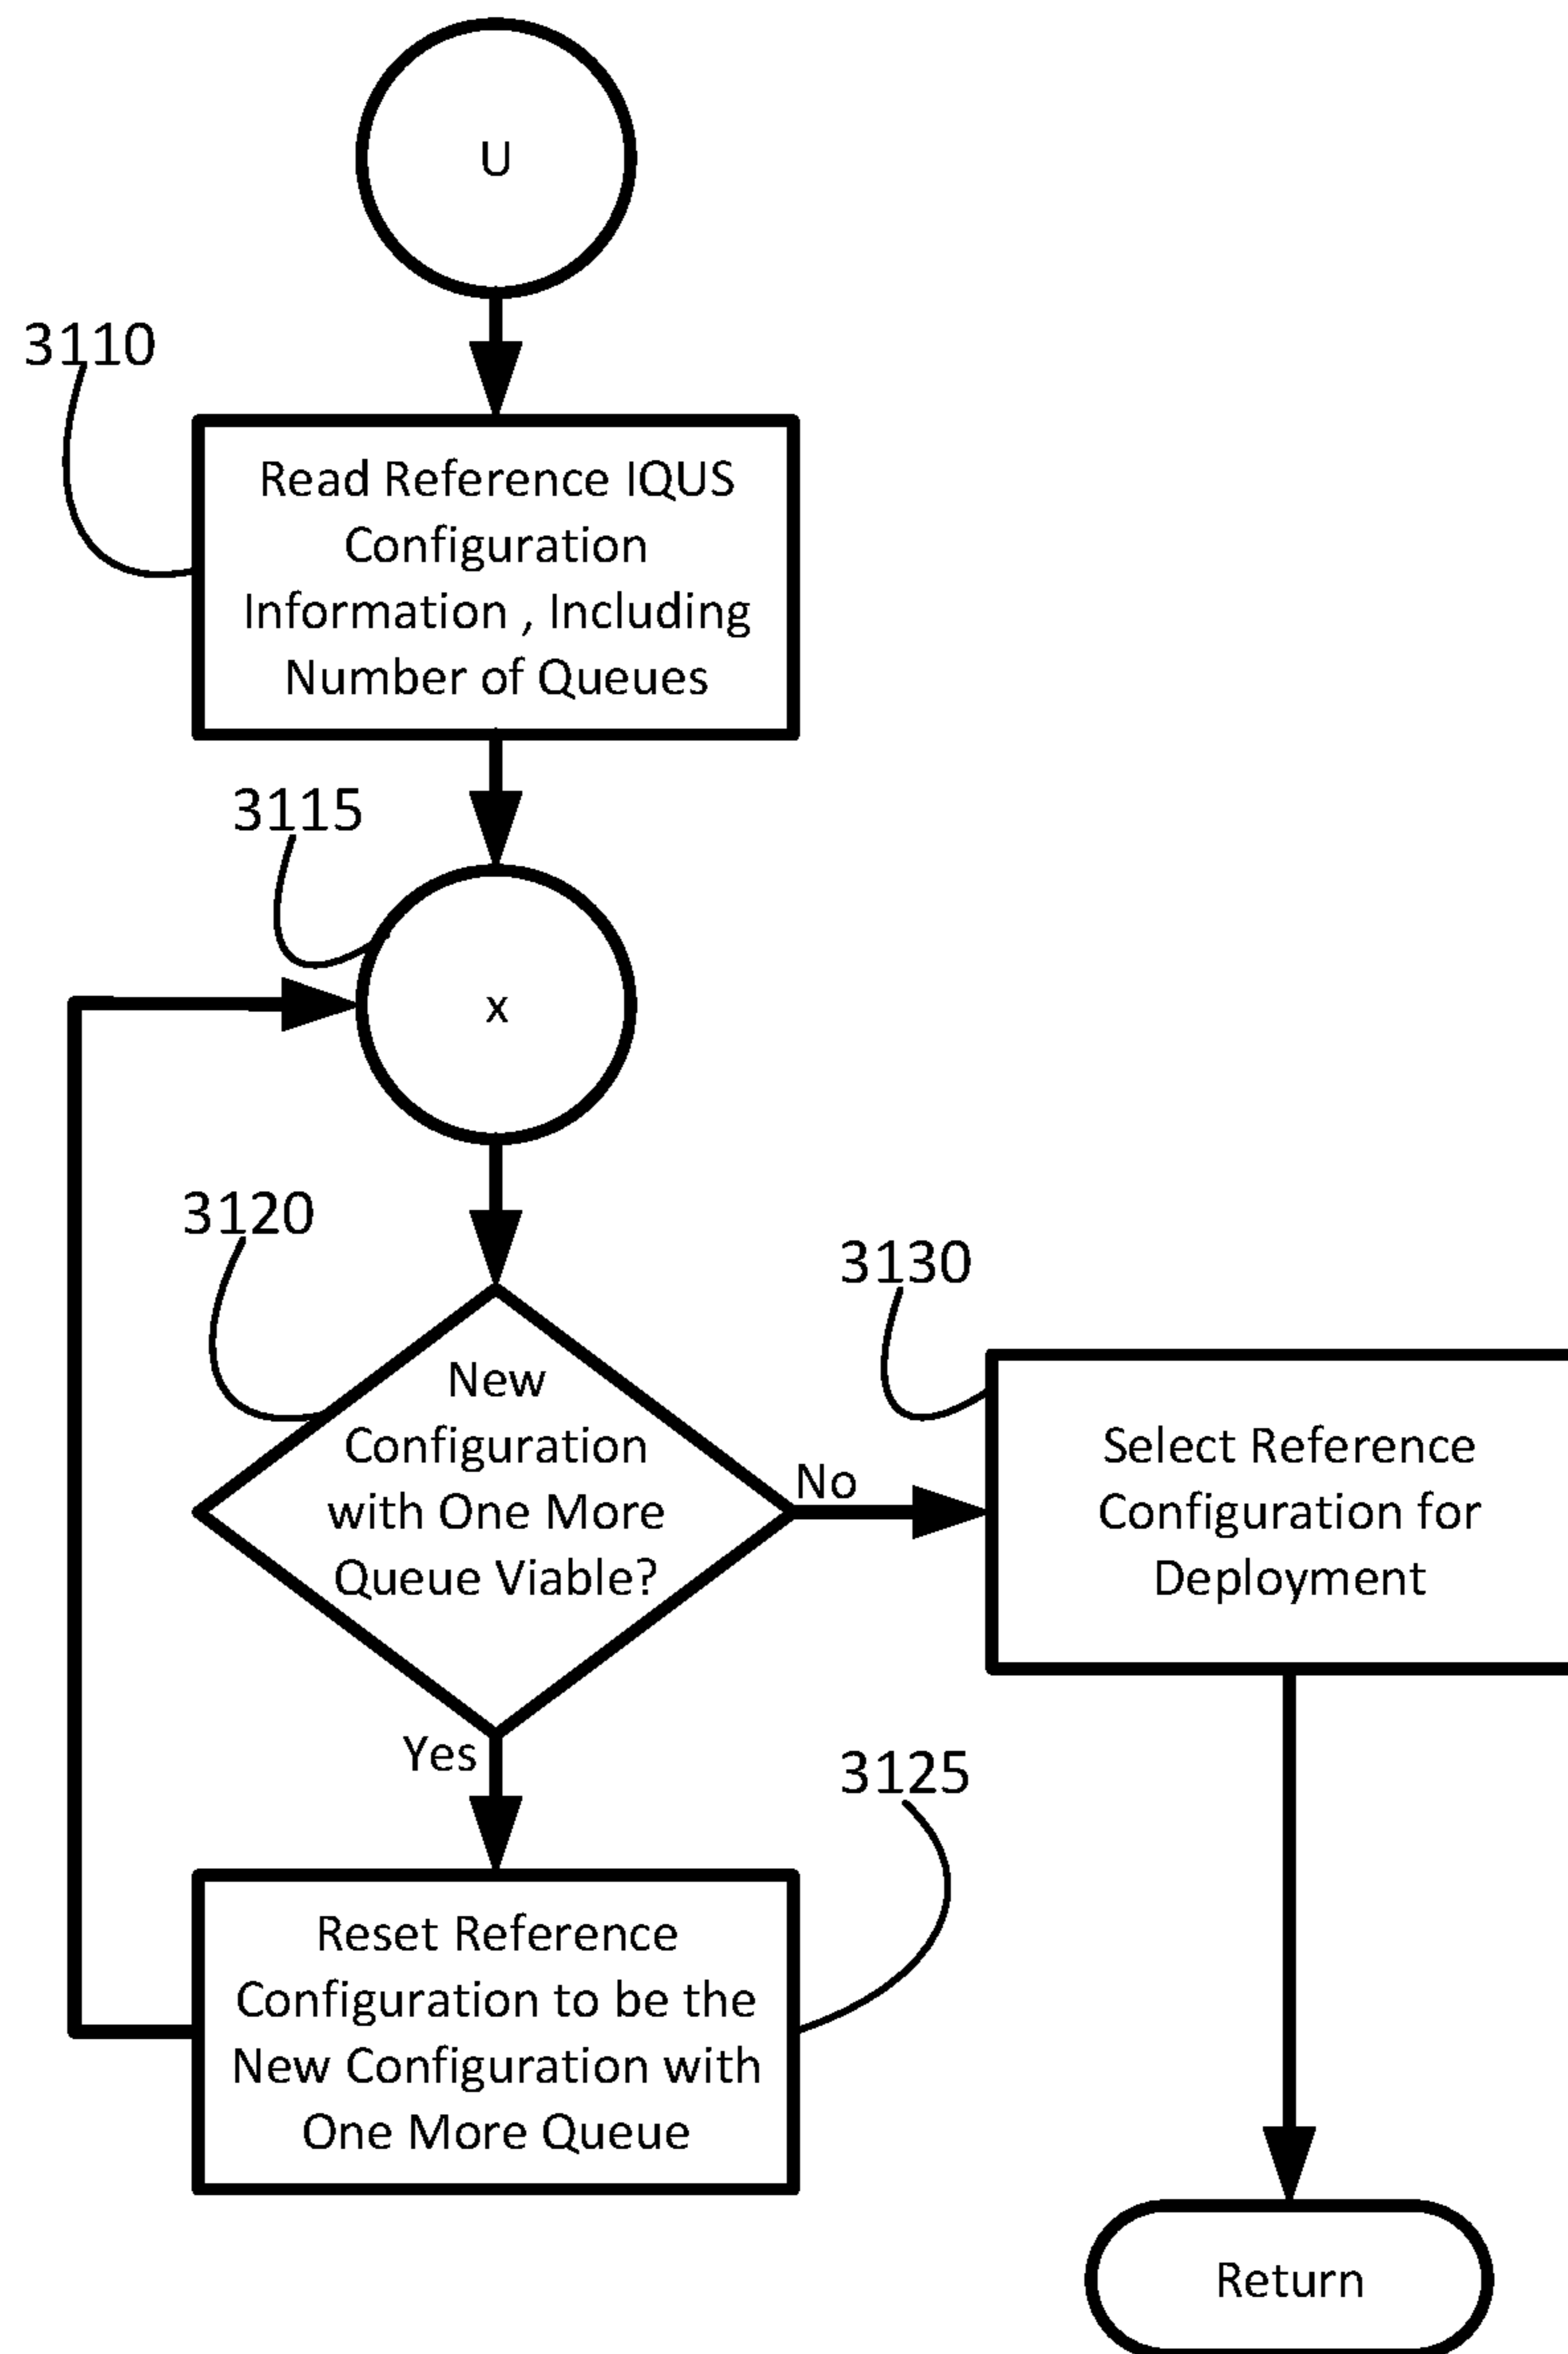 U
3110
Read Reference IQUS
Configuration
Information , Including
Number of Queues
3115
x
3120
New
Configuration
with One More
Queue Viable?
No
3130
Select Reference
Configuration for
Deployment
Yes
3125
Reset Reference
Configuration to be the
New Configuration with
One More Queue
Return